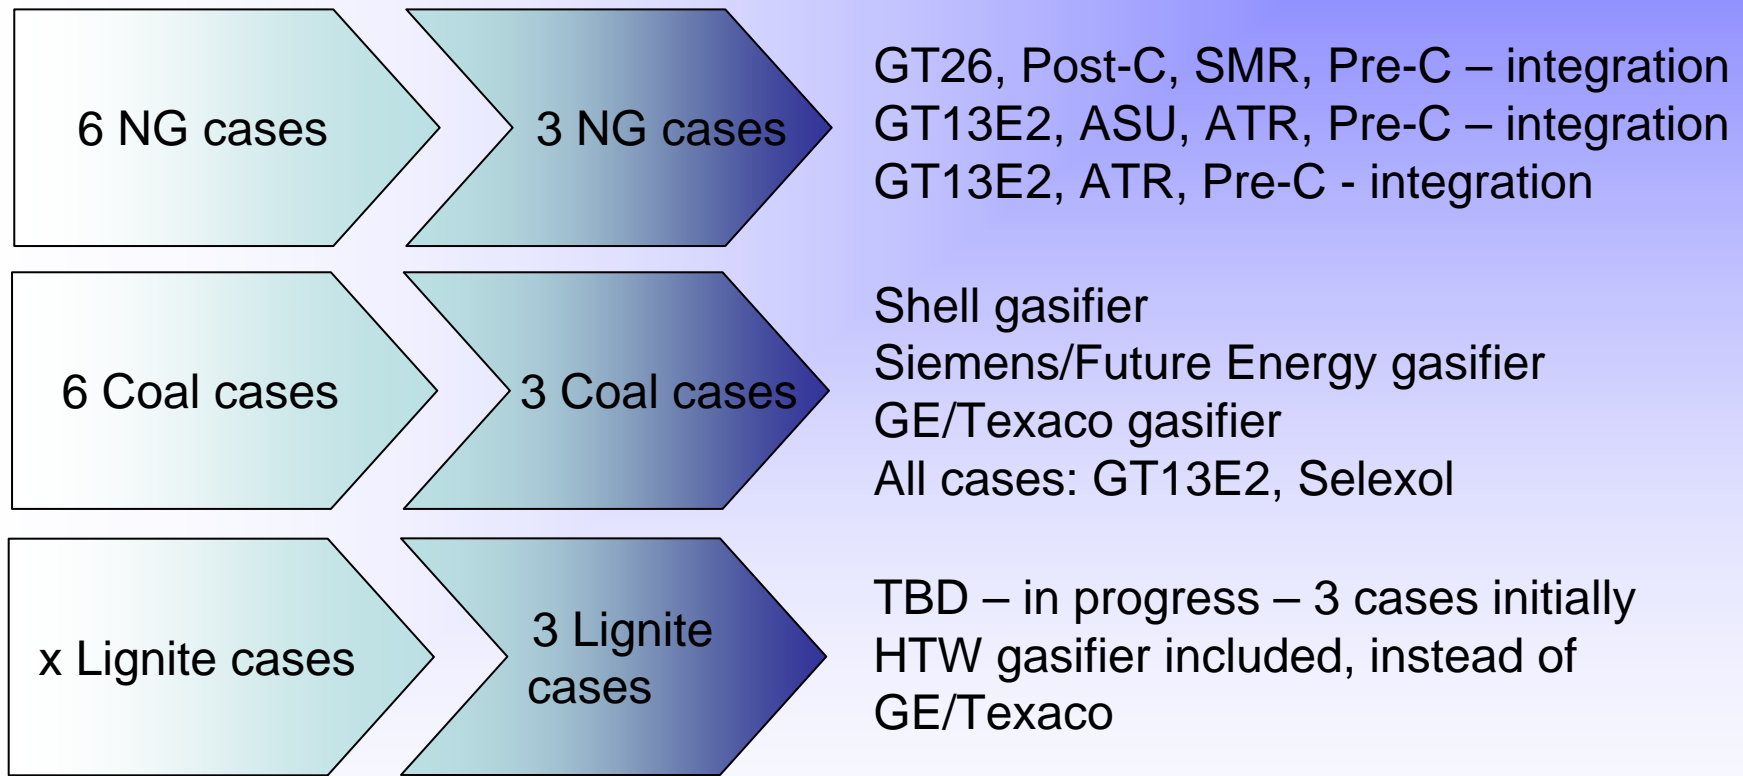 6 NG cases
3 NG cases
GT26, Post-C, SMR, Pre-C – integration
GT13E2, ASU, ATR, Pre-C – integration
GT13E2, ATR, Pre-C - integration
6 Coal cases
3 Coal cases
Shell gasifier
Siemens/Future Energy gasifier
GE/Texaco gasifier
All cases: GT13E2, Selexol
x Lignite cases
3 Lignite
cases
TBD – in progress – 3 cases initially
HTW gasifier included, instead of
GE/Texaco